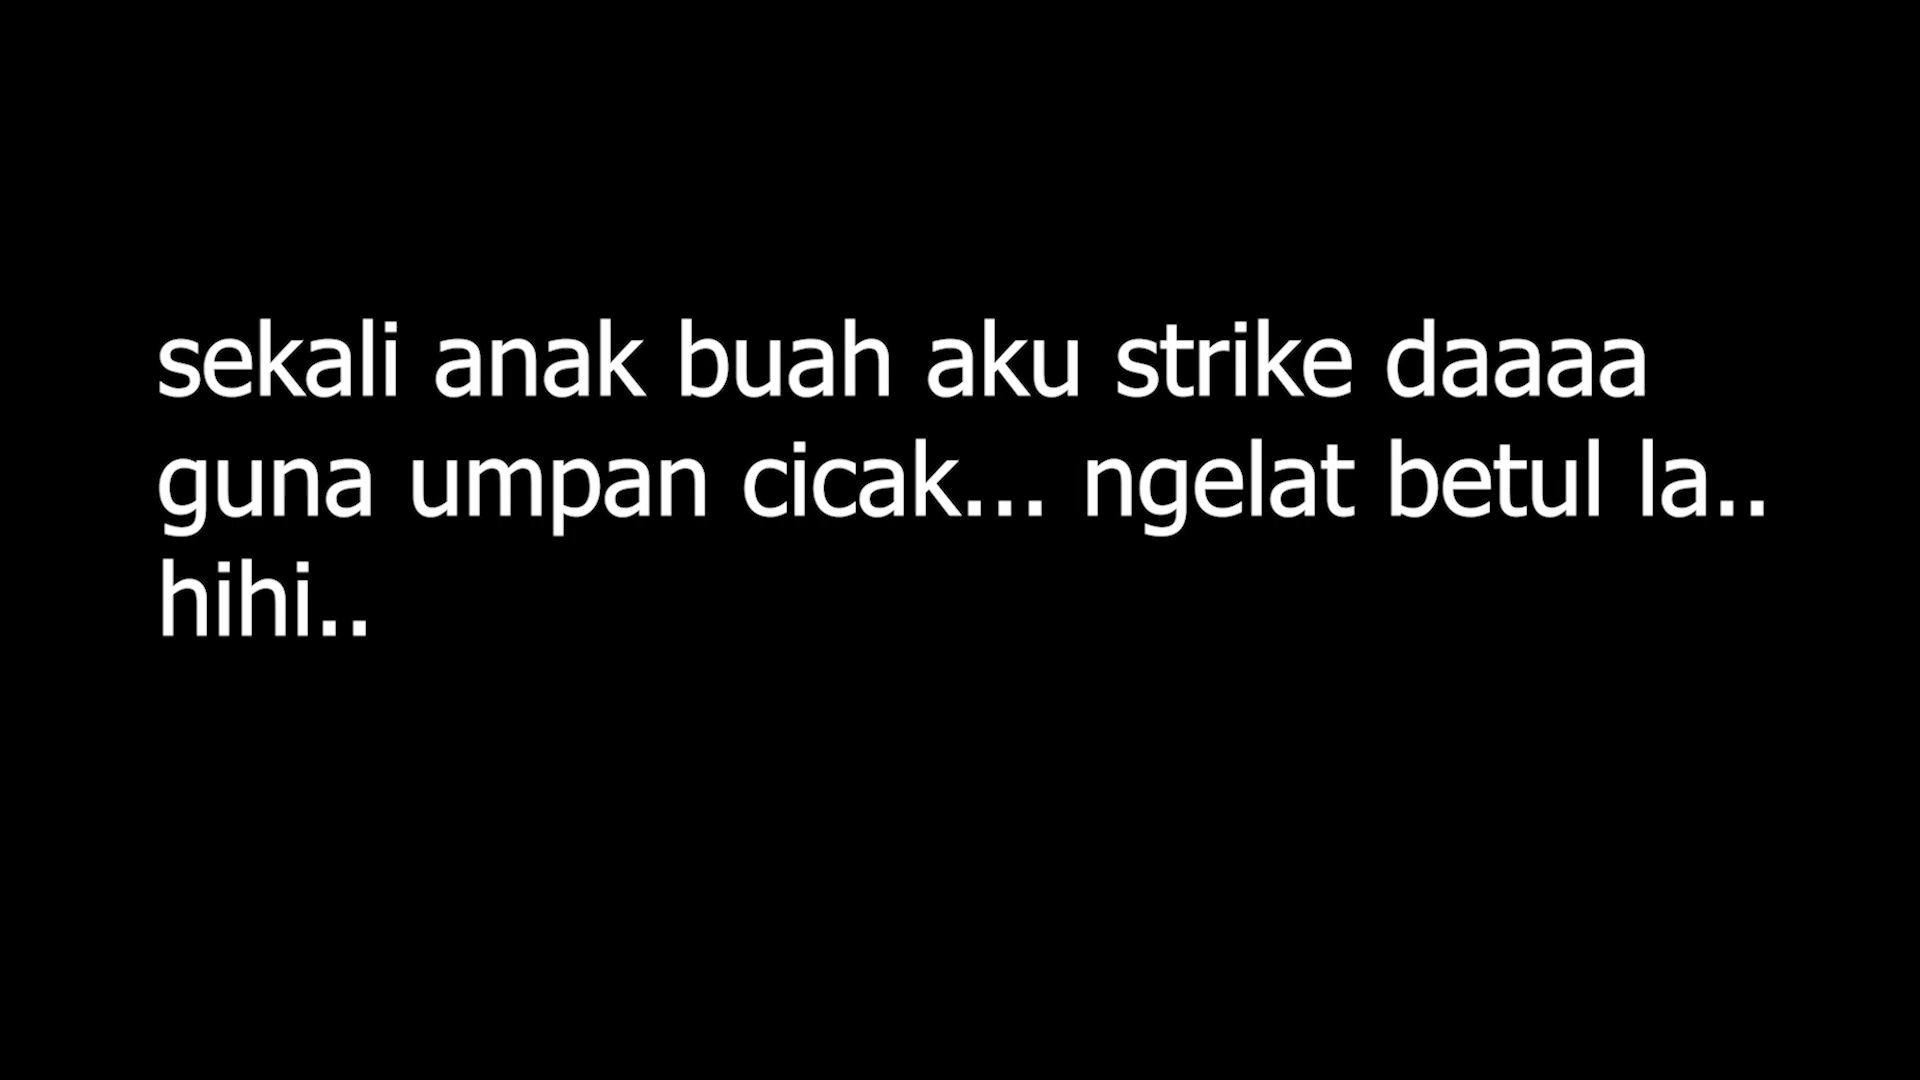 sekali anak buah aku strike daaaa
guna umpan cicak... ngelat betul la..
hihi..